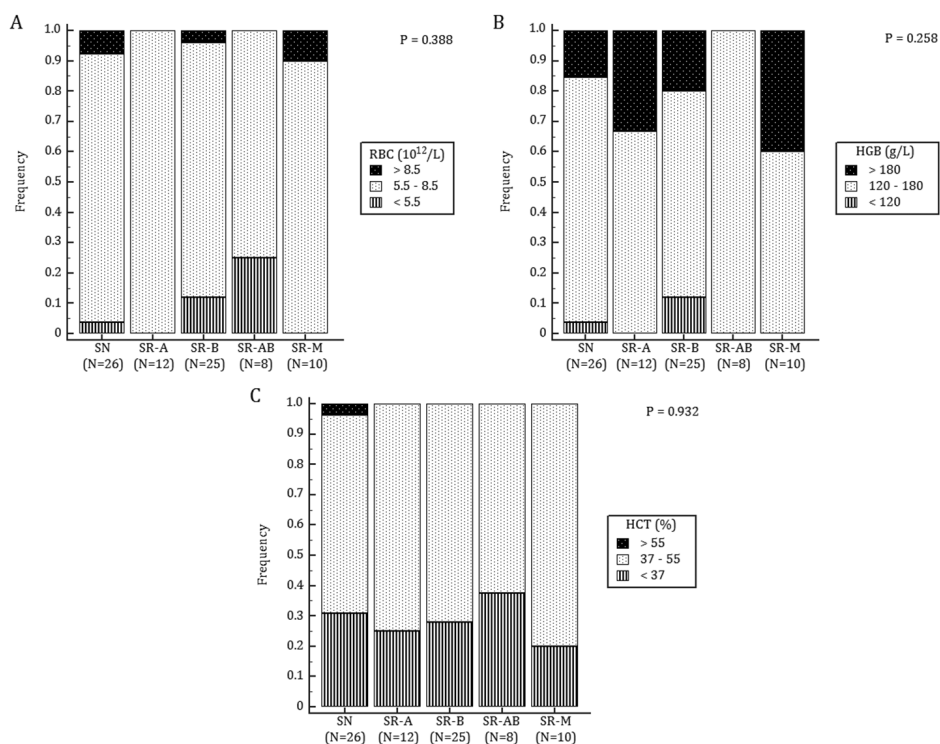 A
P = 0.388
Frequency
1.0
0.9
0.8
0.7
0.6
0.5
0.4
0.3
0.2
0.1
0
RBC (10¹²/L)
> 8.5
5.5 - 8.5
< 5.5
SN SR-A SR-B SR-AB SR-M
(N=26) (N=12) (N=25) (N=8) (N=10)
B
P = 0.258
Frequency
1.0
0.9
0.8
0.7
0.6
0.5
0.4
0.3
0.2
0.1
0
HGB (g/L)
> 180
120 - 180
< 120
SN SR-A SR-B SR-AB SR-M
(N=26) (N=12) (N=25) (N=8) (N=10)
C
P = 0.932
Frequency
1.0
0.9
0.8
0.7
0.6
0.5
0.4
0.3
0.2
0.1
0
HCT (%)
> 55
37 - 55
< 37
SN SR-A SR-B SR-AB SR-M
(N=26) (N=12) (N=25) (N=8) (N=10)